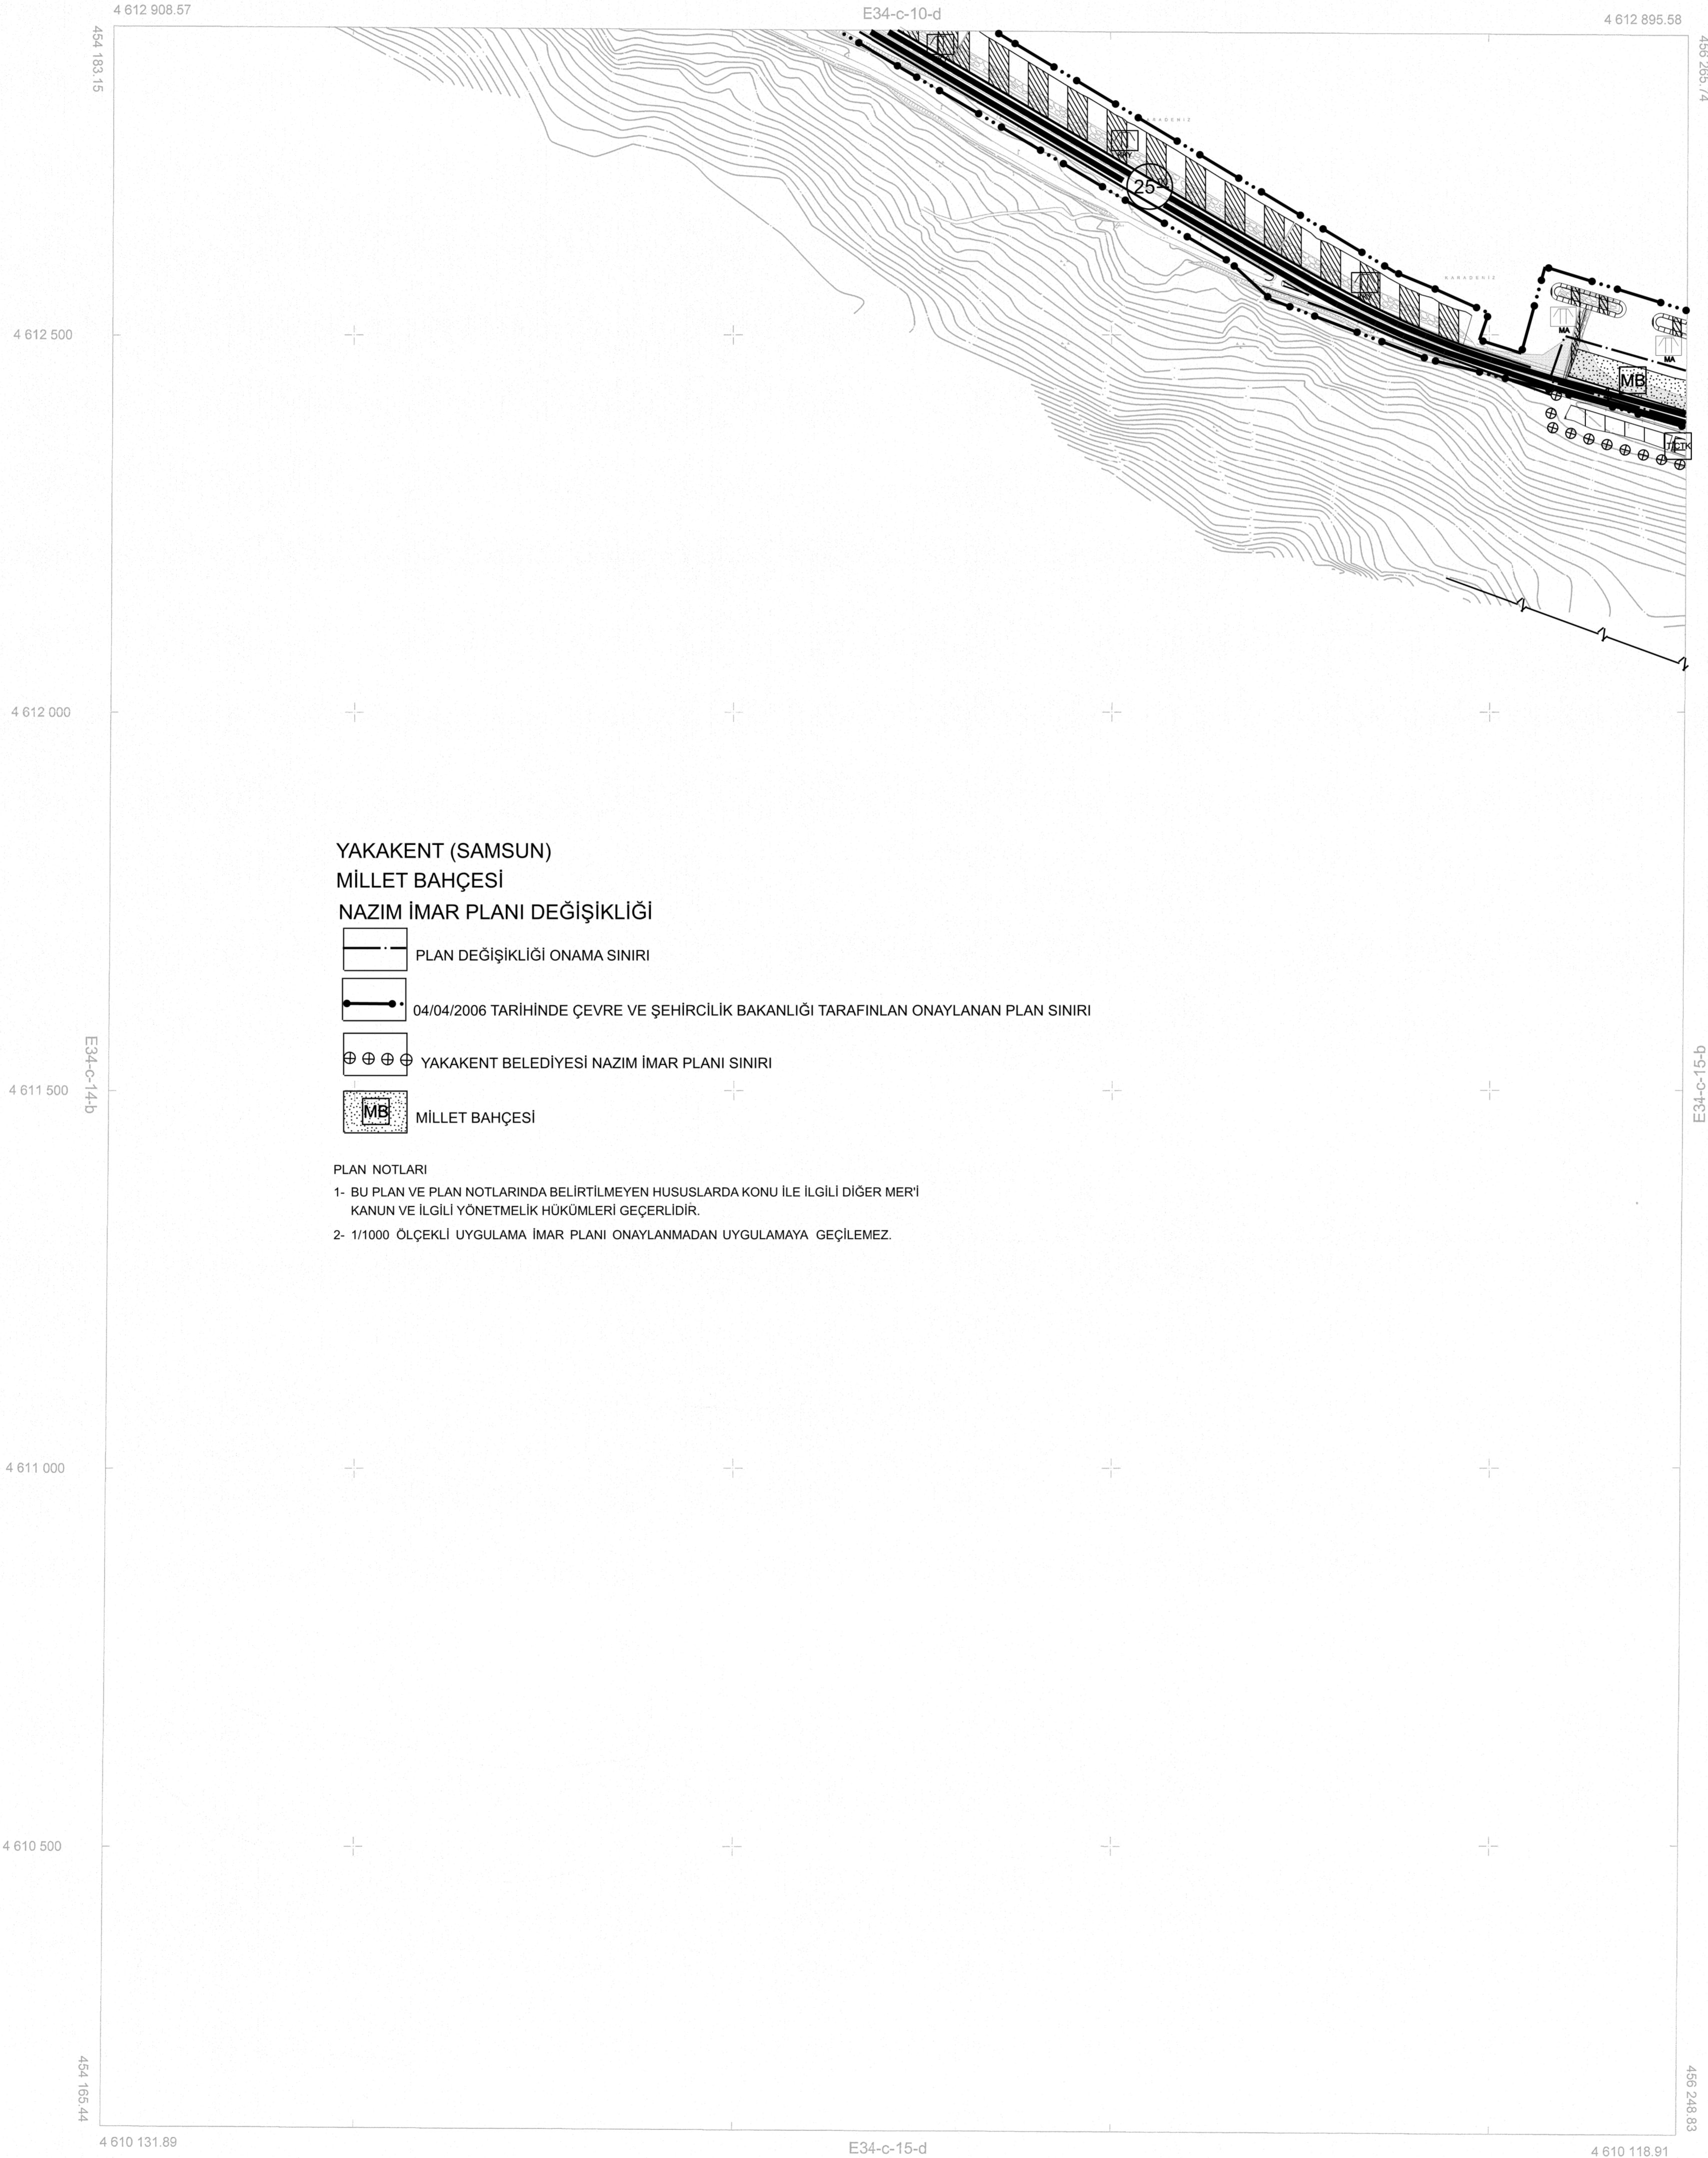 4 612 908.57
E34-c-10-d
4 612 895.58
454 183.15
456 265.74
KARADENİZ
25
KARADENİZ
4 612 500
MA
MA
MB
4 612 000
YAKAKENT (SAMSUN)
MİLLET BAHÇESİ
NAZIM İMAR PLANI DEĞİŞİKLİĞİ
PLAN DEĞİŞİKLİĞİ ONAMA SINIRI
04/04/2006 TARİHİNDE ÇEVRE VE ŞEHİRCİLİK BAKANLIĞI TARAFINLAN ONAYLANAN PLAN SINIRI
YAKAKENT BELEDİYESİ NAZIM İMAR PLANI SINIRI
E34-c-14-b
E34-c-15-b
4 611 500
MB
MİLLET BAHÇESİ
PLAN NOTLARI
1- BU PLAN VE PLAN NOTLARINDA BELİRTİLMEYEN HUSUSLARDA KONU İLE İLGİLİ DİĞER MER'İ
KANUN VE İLGİLİ YÖNETMELİK HÜKÜMLERİ GEÇERLİDİR.
2- 1/1000 ÖLÇEKLİ UYGULAMA İMAR PLANI ONAYLANMADAN UYGULAMAYA GEÇİLEMEZ.
4 611 000
4 610 500
454 165.44
456 248.83
4 610 131.89
E34-c-15-d
4 610 118.91